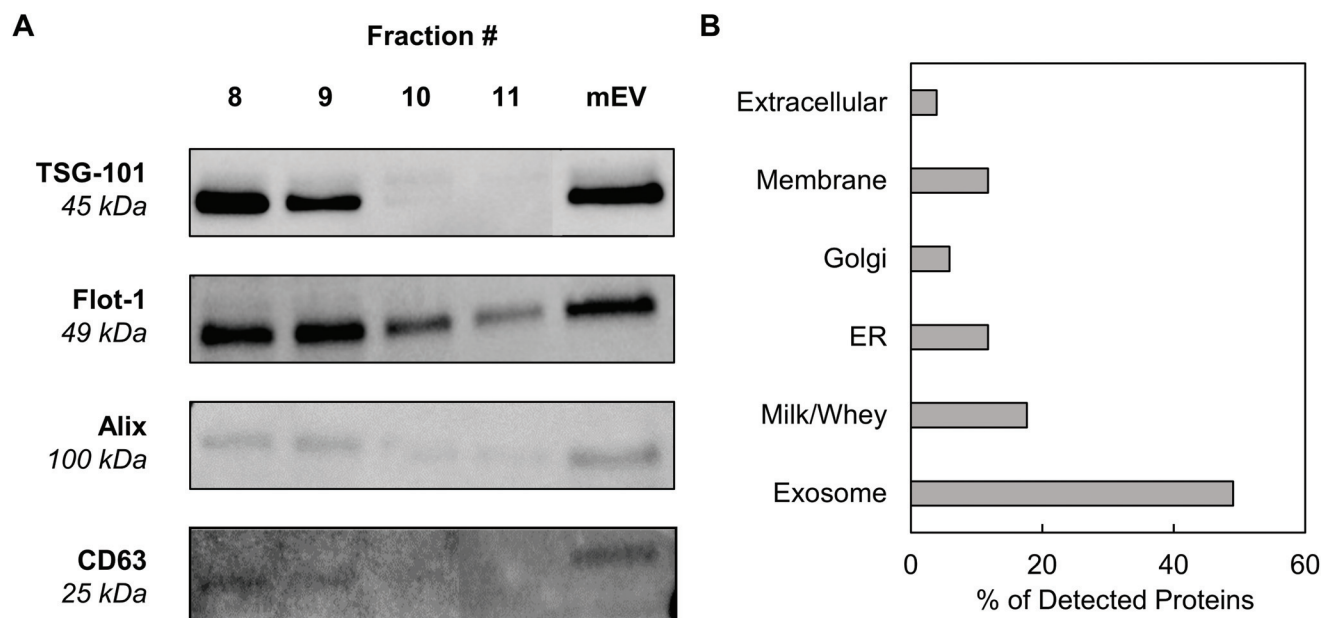 A
Fraction #
8 9 10 11 mEV
TSG-101
45 kDa
Flot-1
49 kDa
Alix
100 kDa
CD63
25 kDa
B
Extracellular
Membrane
Golgi
ER
Milk/Whey
Exosome
0 20 40 60
% of Detected Proteins